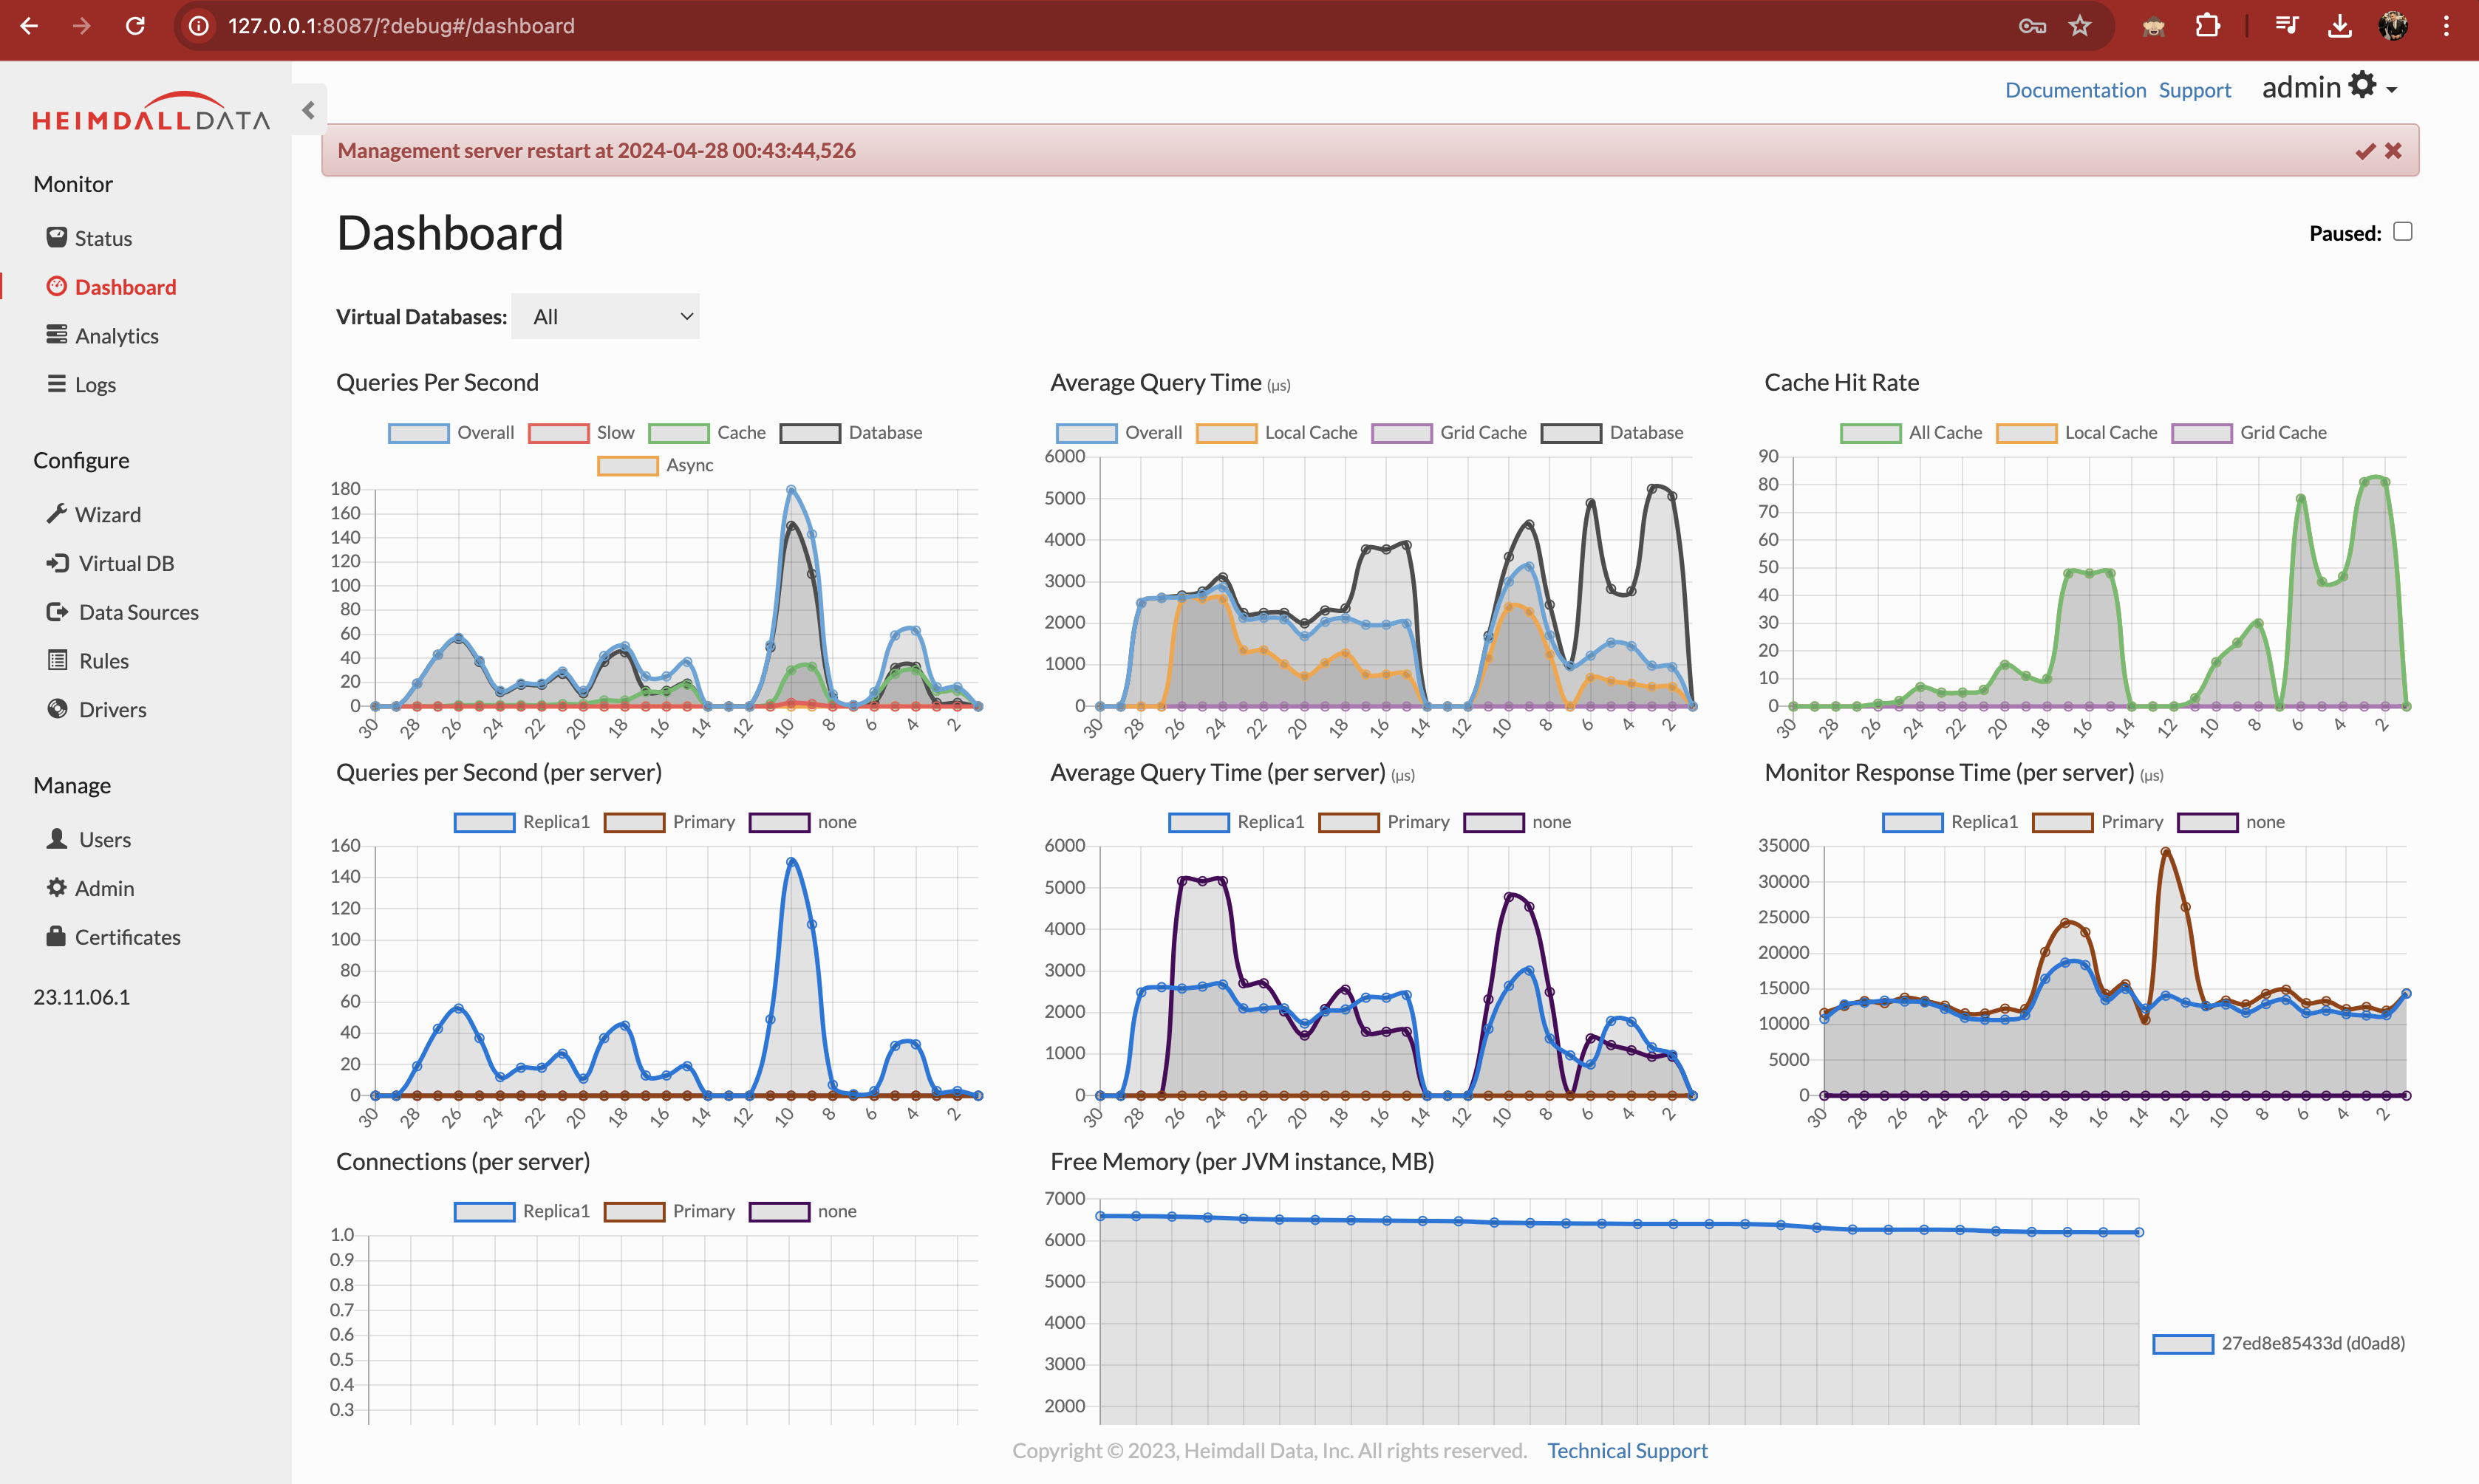 127.0.0.1:8087/?debug#/dashboard
HEIMDALLDATA
Documentation Support admin
Management server restart at 2024-04-28 00:43:44,526
Monitor
Status
Dashboard
Analytics
Logs
Configure
Wizard
Virtual DB
Data Sources
Rules
Drivers
Manage
Users
Admin
Certificates
23.11.06.1
Dashboard
Paused:
Virtual Databases: All
Queries Per Second
Overall Slow Cache Database
Async
180
160
140
120
100
80
60
40
20
0
30 28 26 24 22 20 18 16 14 12 10 8 6 4 2
Average Query Time (µs)
Overall Local Cache Grid Cache Database
6000
5000
4000
3000
2000
1000
0
30 28 26 24 22 20 18 16 14 12 10 8 6 4 2
Cache Hit Rate
All Cache Local Cache Grid Cache
90
80
70
60
50
40
30
20
10
0
30 28 26 24 22 20 18 16 14 12 10 8 6 4 2
Queries per Second (per server)
Replica1 Primary none
160
140
120
100
80
60
40
20
0
30 28 26 24 22 20 18 16 14 12 10 8 6 4 2
Average Query Time (per server) (µs)
Replica1 Primary none
6000
5000
4000
3000
2000
1000
0
30 28 26 24 22 20 18 16 14 12 10 8 6 4 2
Monitor Response Time (per server) (µs)
Replica1 Primary none
35000
30000
25000
20000
15000
10000
5000
0
30 28 26 24 22 20 18 16 14 12 10 8 6 4 2
Connections (per server)
Replica1 Primary none
1.0
0.9
0.8
0.7
0.6
0.5
0.4
0.3
Free Memory (per JVM instance, MB)
7000
6000
5000
4000
3000
2000
27ed8e85433d (d0ad8)
Copyright © 2023, Heimdall Data, Inc. All rights reserved. Technical Support